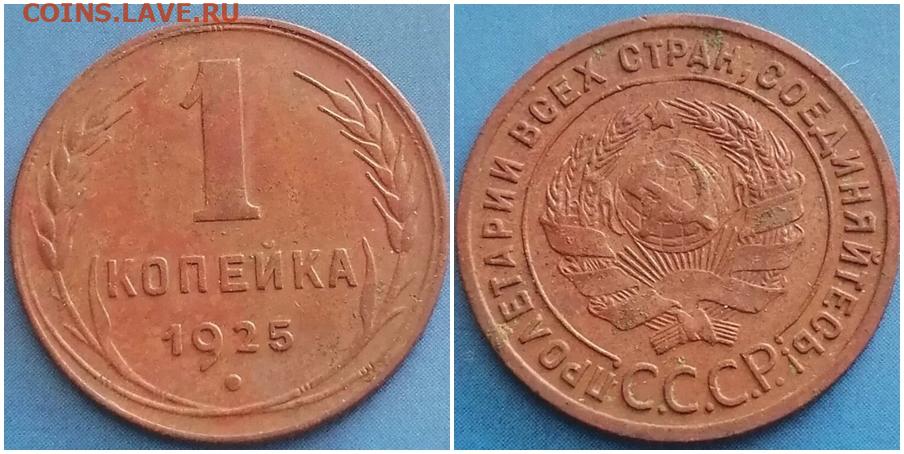 COINS.LAVE.RU
1
КОПЕЙКА
1925
ПРОЛЕТАРИИ ВСЕХ СТРАН, СОЕДИНЯЙТЕСЬ!
С.С.С.Р.